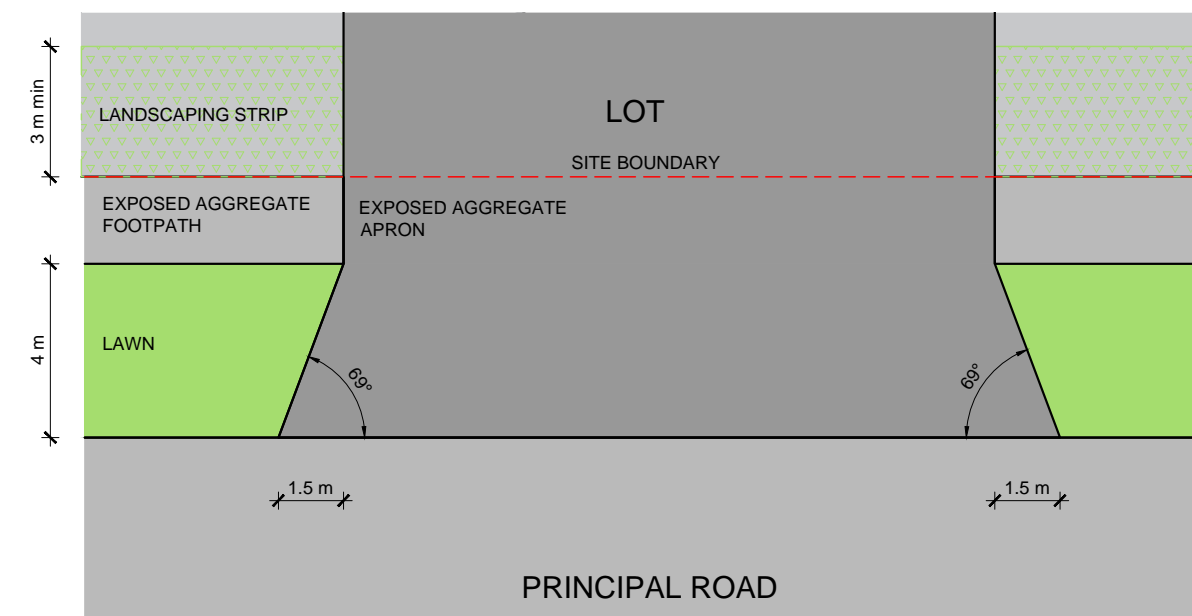 3 m min
LANDSCAPING STRIP
LOT
SITE BOUNDARY
EXPOSED AGGREGATE
FOOTPATH
EXPOSED AGGREGATE
APRON
4 m
LAWN
69°
69°
1.5 m
1.5 m
PRINCIPAL ROAD